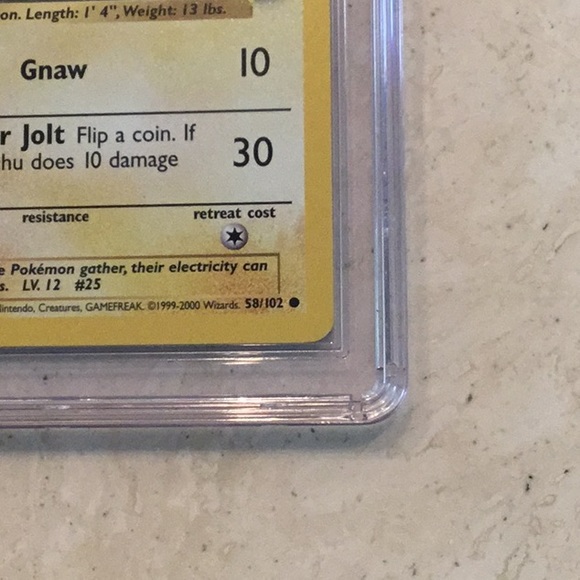 on. Length: 1' 4", Weight: 13 lbs.
Gnaw 10
r Jolt Flip a coin. If
hu does 10 damage 30
resistance retreat cost
e Pokémon gather, their electricity can
s. LV. 12 #25
intendo, Creatures, GAMEFREAK. ©1999-2000 Wizards. 58/102